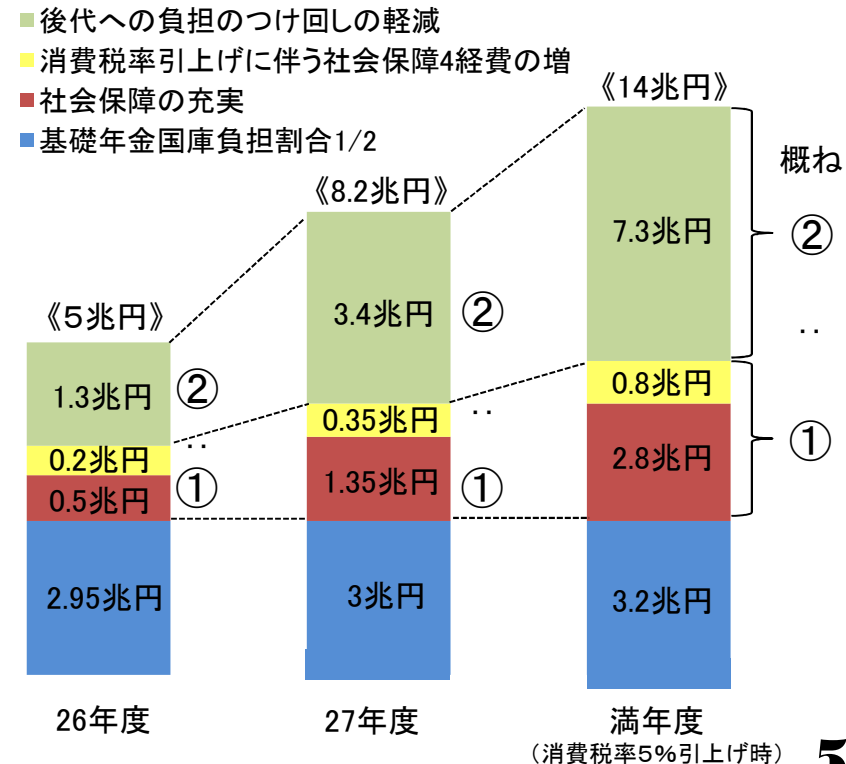 後代への負担のつけ回しの軽減
消費税率引上げに伴う社会保障4経費の増
社会保障の充実
基礎年金国庫負担割合1/2
《14兆円》
概ね
《8.2兆円》
《5兆円》
7.3兆円
②
3.4兆円
②
1.3兆円
②
‥
0.8兆円
0.35兆円
‥
0.2兆円
‥
2.8兆円
①
1.35兆円
①
0.5兆円
①
2.95兆円
3兆円
3.2兆円
26年度
27年度
満年度
（消費税率5%引上げ時）
5